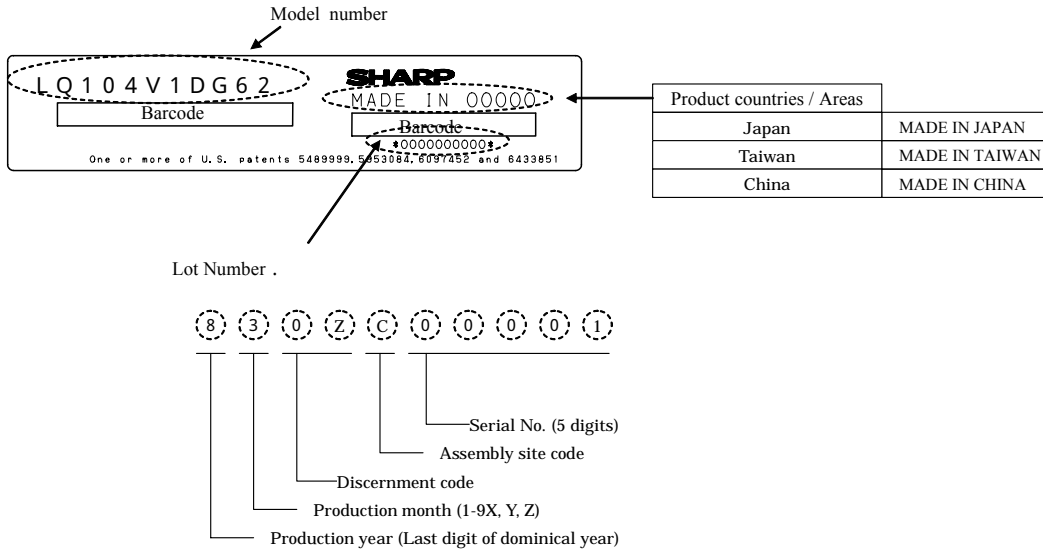 Model number
LQ104V1DG62
SHARP
MADE IN OOOOO
Barcode
Barcode
*0000000000*
One or more of U.S. patents 5489999, 5953084, 6097452 and 6433851
Product countries / Areas
Japan MADE IN JAPAN
Taiwan MADE IN TAIWAN
China MADE IN CHINA
Lot Number .
8 3 0 Z C 0 0 0 0 1
Serial No. (5 digits)
Assembly site code
Discernment code
Production month (1-9X, Y, Z)
Production year (Last digit of dominical year)